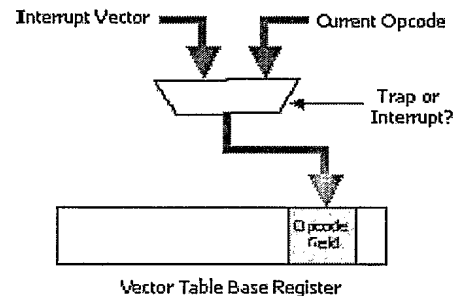 Interrupt Vector
Current Opcode
Trap or
Interrupt?
Opcode
field
Vector Table Base Register